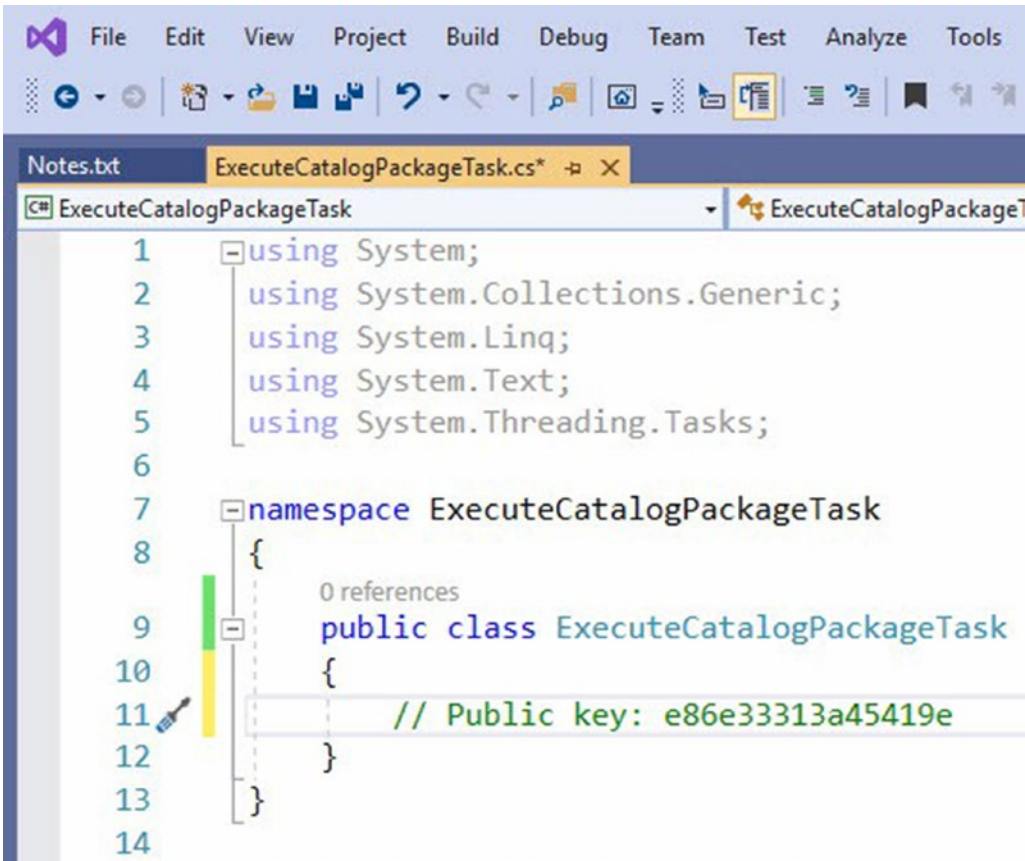 File Edit View Project Build Debug Team Test Analyze Tools
Notes.txt ExecuteCatalogPackageTask.cs*
C# ExecuteCatalogPackageTask ExecuteCatalogPackageT
1 using System;
2 using System.Collections.Generic;
3 using System.Linq;
4 using System.Text;
5 using System.Threading.Tasks;
6
7 namespace ExecuteCatalogPackageTask
8 {
0 references
9 public class ExecuteCatalogPackageTask
10 {
11 // Public key: e86e33313a45419e
12 }
13 }
14